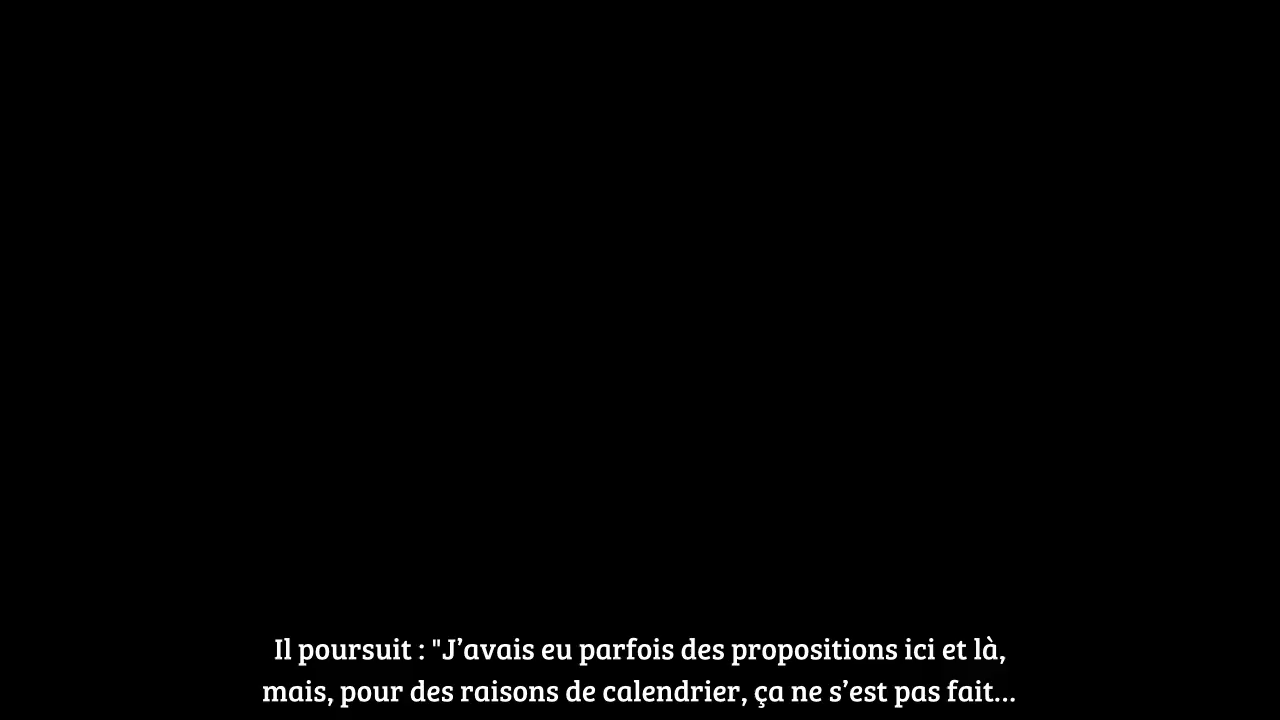 Il poursuit : "J’avais eu parfois des propositions ici et là,
mais, pour des raisons de calendrier, ça ne s’est pas fait...